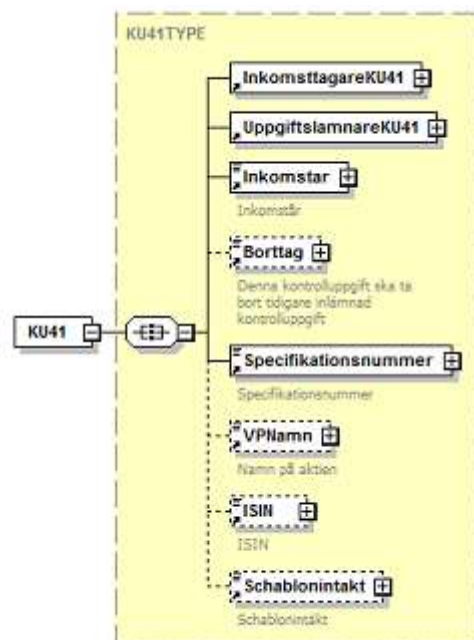 KU41TYPE
InkomsttagareKU41
UppgiftslamnareKU41
Inkomstar
Inkomstår
Borttag
Denna kontrolluppgift ska ta
bort tidigare inlämnad
kontrolluppgift
KU41
Specifikationsnummer
Specifikationsnummer
VPNamn
Namn på aktien
ISIN
ISIN
Schablonintakt
Schablonintäkt